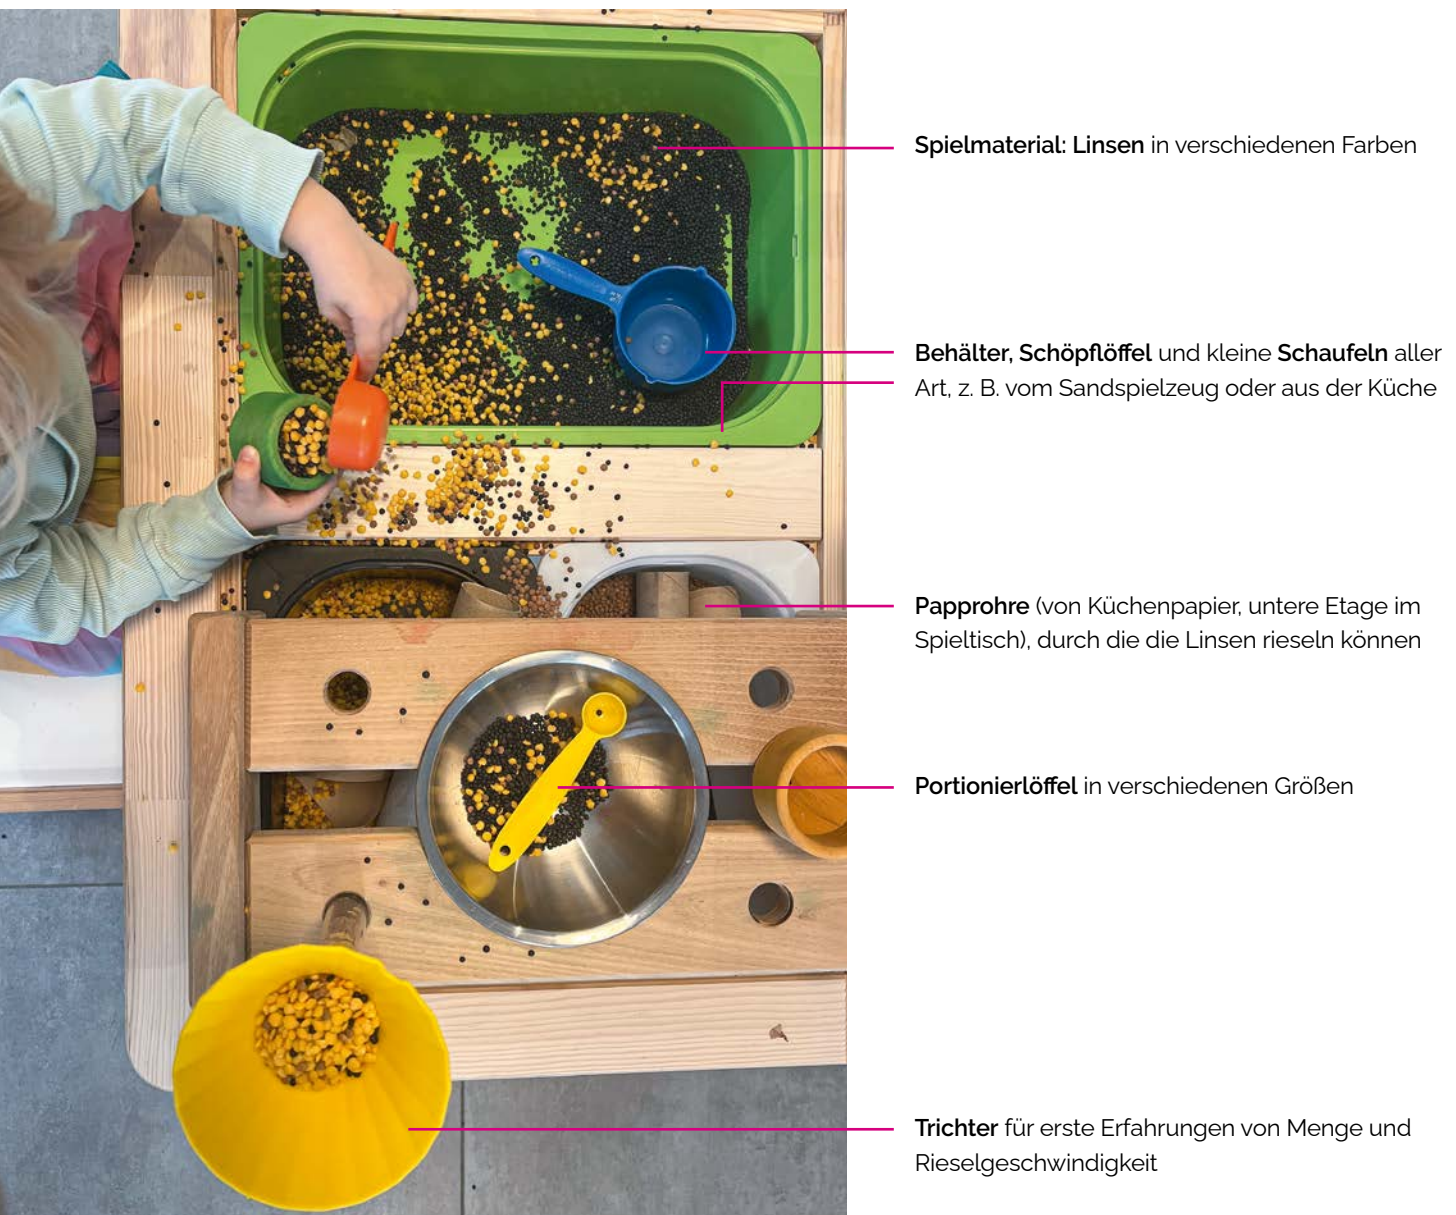 Spielmaterial: Linsen in verschiedenen Farben
Behälter, Schöpflöffel und kleine Schaufeln aller
Art, z. B. vom Sandspielzeug oder aus der Küche
Papprohre (von Küchenpapier, untere Etage im
Spieltisch), durch die die Linsen rieseln können
Portionierlöffel in verschiedenen Größen
Trichter für erste Erfahrungen von Menge und
Rieselgeschwindigkeit